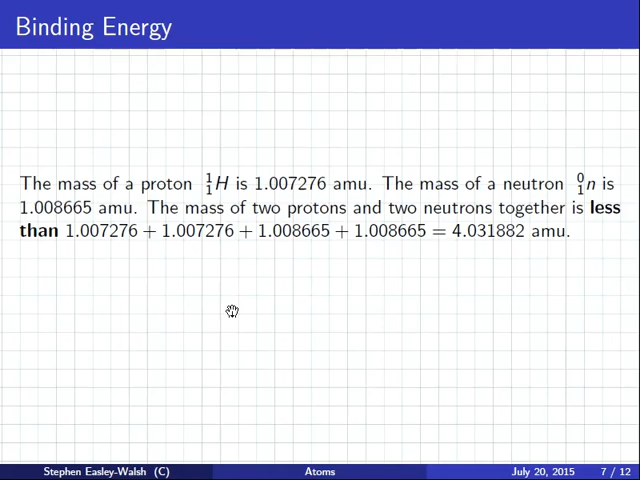 Binding Energy
The mass of a proton ¹₁H is 1.007276 amu. The mass of a neutron ⁰₁n is
1.008665 amu. The mass of two protons and two neutrons together is less
than 1.007276 + 1.007276 + 1.008665 + 1.008665 = 4.031882 amu.
Stephen Easley-Walsh (C) Atoms July 20, 2015 7 / 12